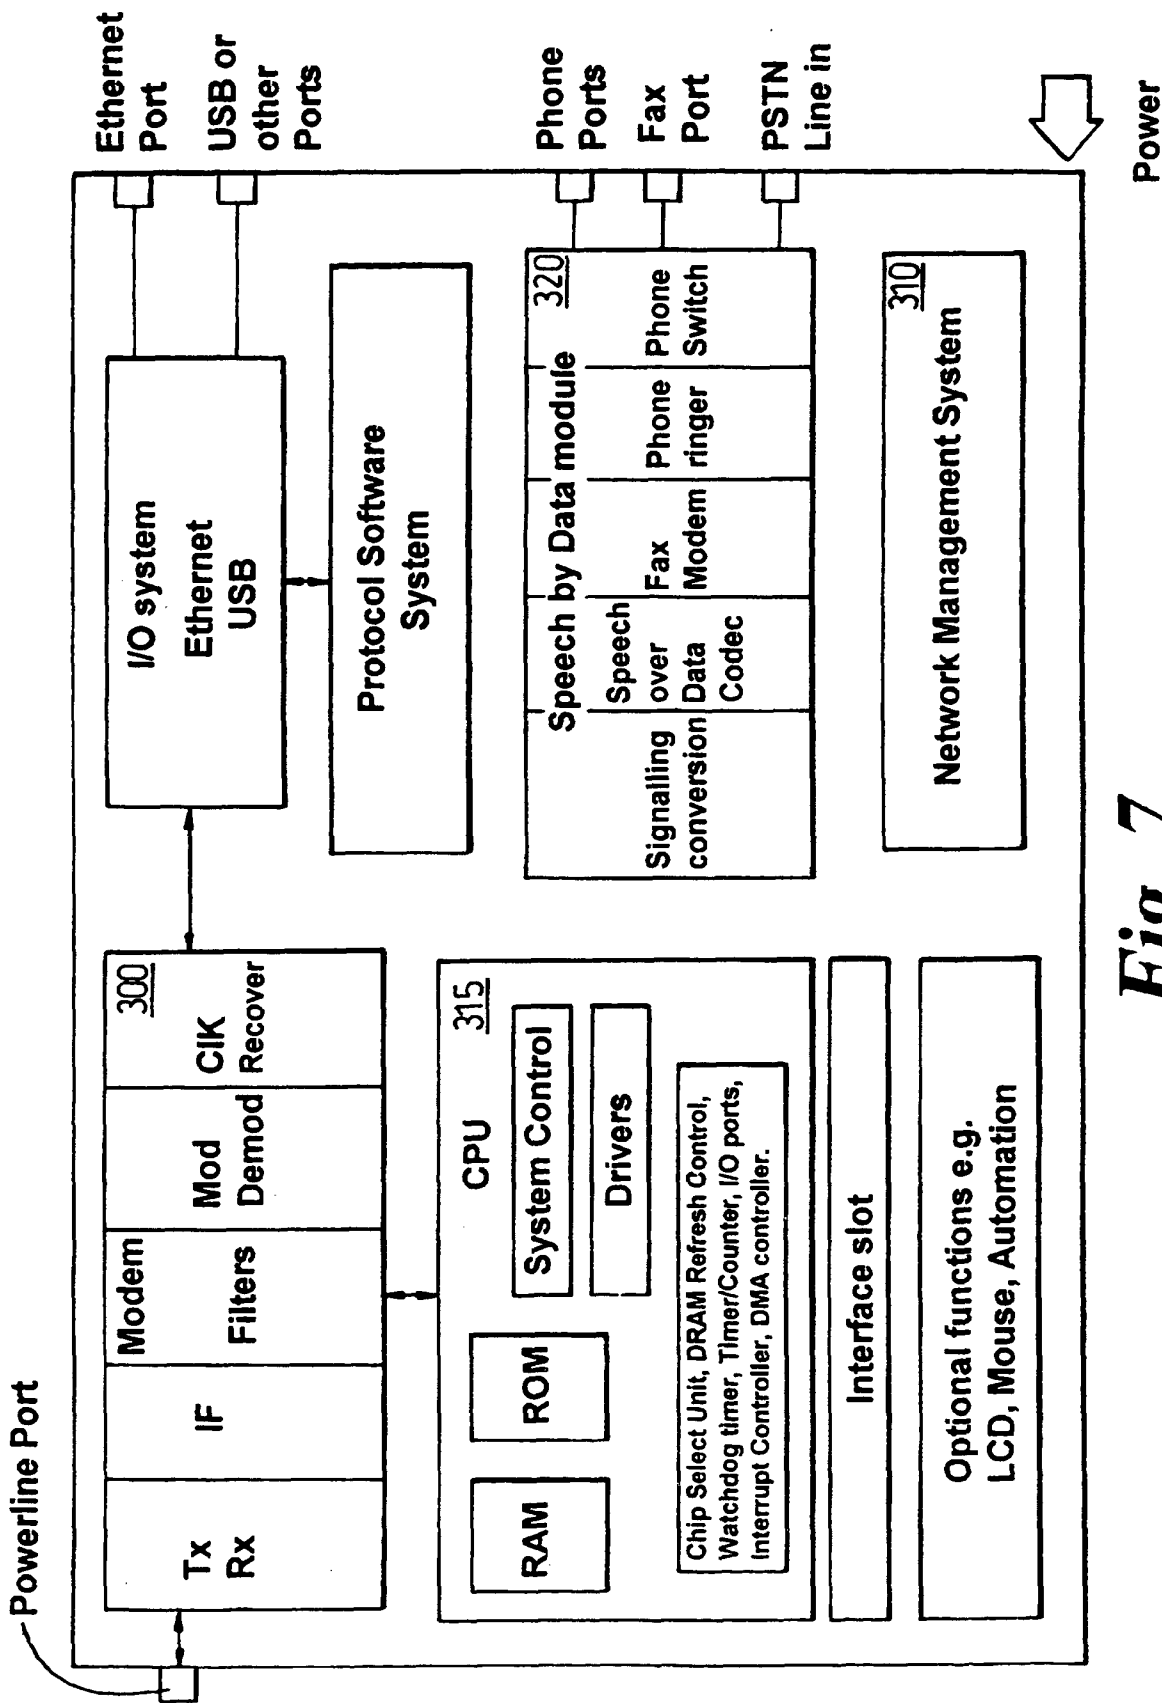 Powerline Port
Tx
Rx
IF
Modem
Filters
Mod
Demod
300
ClK
Recover
I/O system
Ethernet
USB
Ethernet
Port
USB or
other
Ports
Protocol Software
System
315
CPU
RAM
ROM
System Control
Drivers
Chip Select Unit, DRAM Refresh Control,
Watchdog timer, Timer/Counter, I/O ports,
Interrupt Controller, DMA controller.
Speech by Data module
320
Signalling
conversion
Speech
over
Data
Codec
Fax
Modem
Phone
ringer
Phone
Switch
Phone
Ports
Fax
Port
PSTN
Line in
Interface slot
Optional functions e.g.
LCD, Mouse, Automation
310
Network Management System
Power
Fig. 7